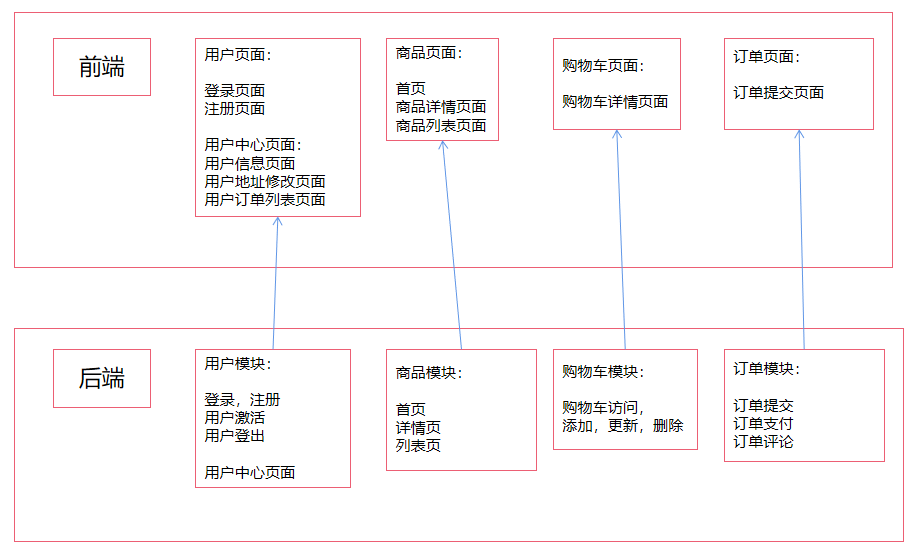 前端
用户页面：
登录页面
注册页面
用户中心页面：
用户信息页面
用户地址修改页面
用户订单列表页面
商品页面：
首页
商品详情页面
商品列表页面
购物车页面：
购物车详情页面
订单页面：
订单提交页面
后端
用户模块：
登录，注册
用户激活
用户登出
用户中心页面
商品模块：
首页
详情页
列表页
购物车模块：
购物车访问，
添加，更新，删除
订单模块：
订单提交
订单支付
订单评论